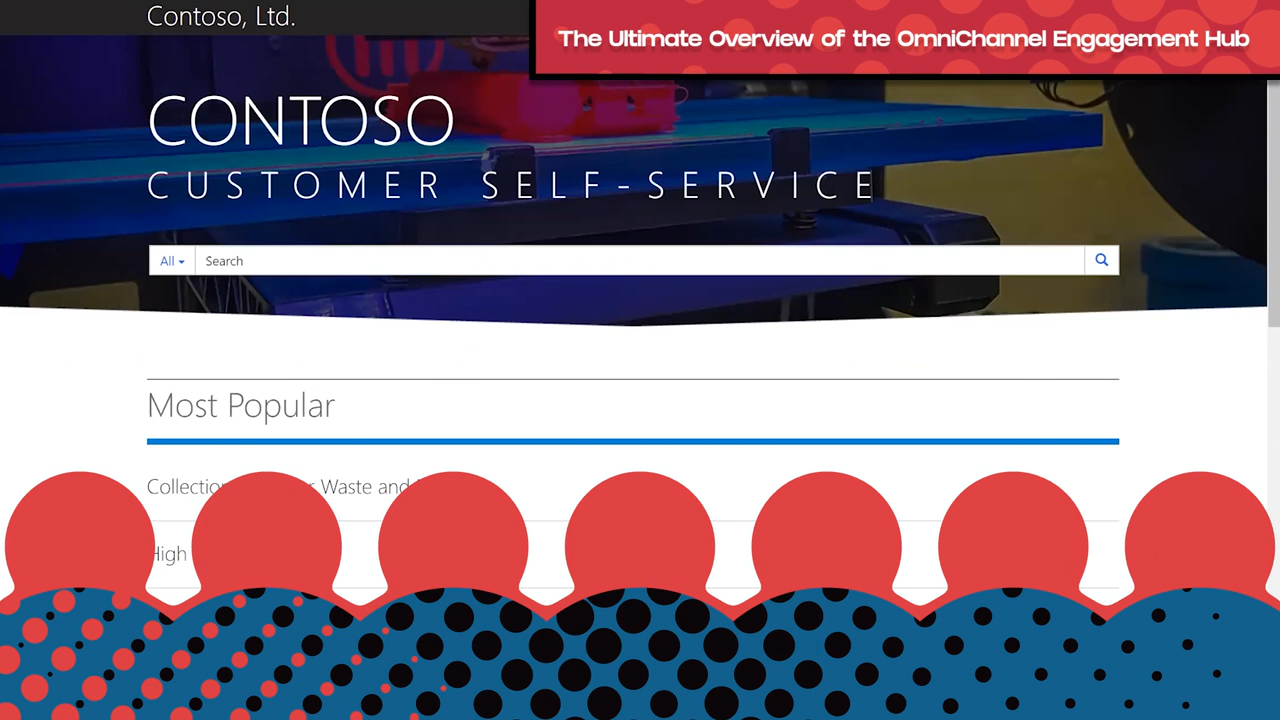 Contoso, Ltd.
The Ultimate Overview of the OmniChannel Engagement Hub
CONTOSO
CUSTOMER SELF-SERVICE
All
Search
Most Popular
Waste and
High